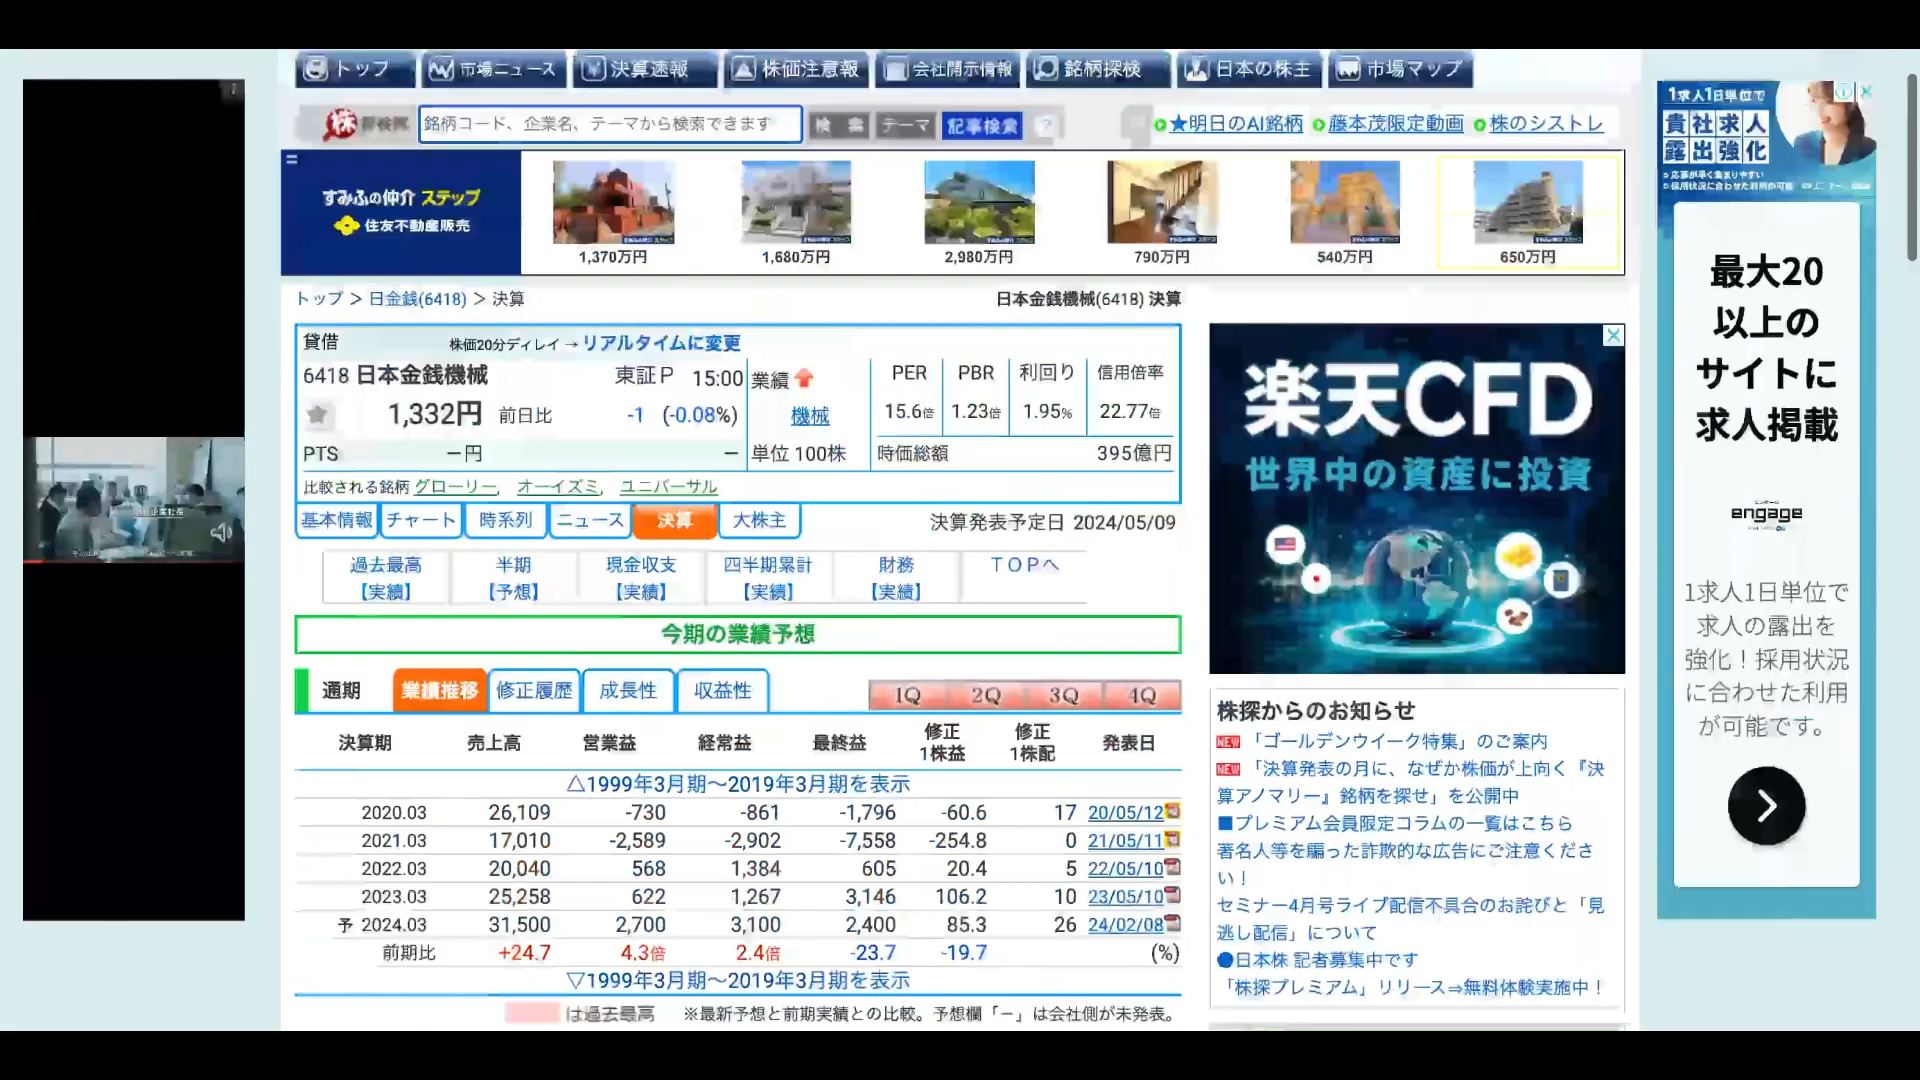 トップ 市場ニュース 決算速報 株価注意報 会社開示情報 銘柄探検 日本の株主 市場マップ
株 銘柄コード、企業名、テーマから検索できます テーマ 記事検索 ? ★明日のAI銘柄 藤本茂限定動画 株のシストレ
すみふの仲介 ステップ
住友不動産販売
1,370万円 1,680万円 2,980万円 790万円 540万円 650万円
トップ > 日金銭(6418) > 決算 日本金銭機械(6418) 決算
貸借 株価20分ディレイ → リアルタイムに変更
6418 日本金銭機械 東証Ｐ 15:00 業績 PER PBR 利回り 信用倍率
1,332円 前日比 -1 (-0.08%) 機械 15.6倍 1.23倍 1.95% 22.77倍
PTS －円 － 単位 100株 時価総額 395億円
比較される銘柄 グローリー, オーイズミ, ユニバーサル
基本情報 チャート 時系列 ニュース 決算 大株主 決算発表予定日 2024/05/09
過去最高 半期 現金収支 四半期累計 財務 ＴＯＰへ
【実績】 【予想】 【実績】 【実績】 【実績】
今期の業績予想
通期 業績推移 修正履歴 成長性 収益性 1Q 2Q 3Q 4Q
決算期 売上高 営業益 経常益 最終益 修正1株益 修正1株配 発表日
△1999年3月期～2019年3月期を表示
2020.03 26,109 -730 -861 -1,796 -60.6 17 20/05/12
2021.03 17,010 -2,589 -2,902 -7,558 -254.8 0 21/05/11
2022.03 20,040 568 1,384 605 20.4 5 22/05/10
2023.03 25,258 622 1,267 3,146 106.2 10 23/05/10
予 2024.03 31,500 2,700 3,100 2,400 85.3 26 24/02/08
前期比 +24.7 4.3倍 2.4倍 -23.7 -19.7 (%)
▽1999年3月期～2019年3月期を表示
は過去最高 ※最新予想と前期実績との比較。予想欄「－」は会社側が未発表。
楽天CFD
世界中の資産に投資
株探からのお知らせ
NEW 「ゴールデンウイーク特集」のご案内
NEW 「決算発表の月に、なぜか株価が上向く『決
算アノマリー』銘柄を探せ」を公開中
■プレミアム会員限定コラムの一覧はこちら
著名人等を騙った詐欺的な広告にご注意くださ
い！
セミナー4月号ライブ配信不具合のお詫びと「見
逃し配信」について
●日本株 記者募集中です
「株探プレミアム」リリース⇒無料体験実施中！
1求人1日単位で
貴社求人
露出強化
応募が早く集まりやすい
採用状況に合わせた利用が可能
最大20
以上の
サイトに
求人掲載
engage
1求人1日単位で
求人の露出を
強化！採用状況
に合わせた利用
が可能です。